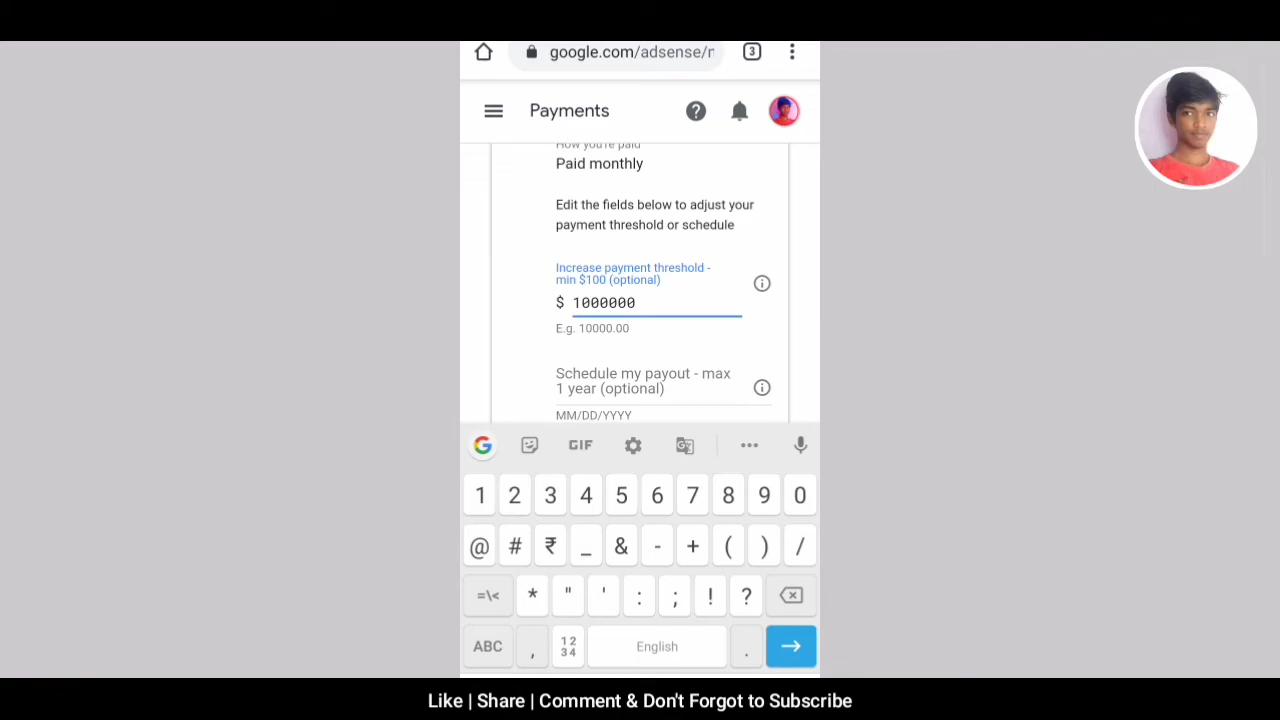 google.com/adsense/r
3
Payments
How you're paid
Paid monthly
Edit the fields below to adjust your
payment threshold or schedule
Increase payment threshold -
min $100 (optional)
$ 1000000
E.g. 10000.00
Schedule my payout - max
1 year (optional)
MM/DD/YYYY
G GIF G
1 2 3 4 5 6 7 8 9 0
@ # ₹ _ & - + ( ) /
=\< * " ' : ; ! ?
ABC , 12 34 English .
Like | Share | Comment & Don't Forgot to Subscribe